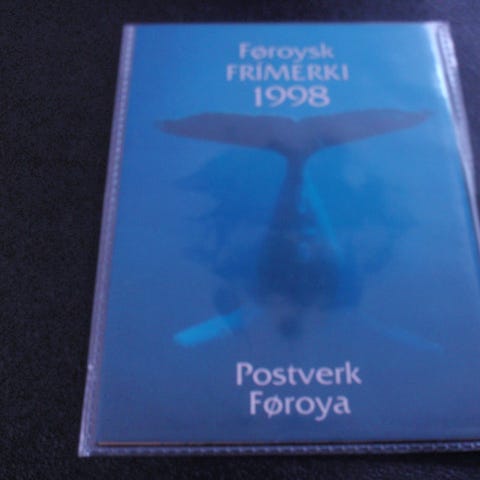 Føroysk
FRÍMERKI
1998
Postverk
Føroya